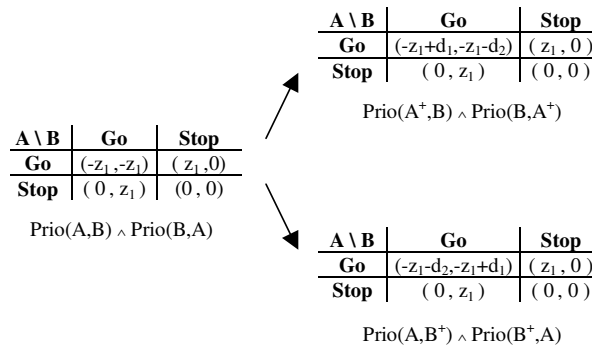 A \ B Go Stop
Go (-z₁+d₁,-z₁-d₂) ( z₁ , 0 )
Stop ( 0 , z₁ ) ( 0 , 0 )
Prio(A⁺,B) ∧ Prio(B,A⁺)
A \ B Go Stop
Go (-z₁,-z₁) ( z₁,0)
Stop ( 0 , z₁ ) (0 , 0)
Prio(A,B) ∧ Prio(B,A)
A \ B Go Stop
Go (-z₁-d₂,-z₁+d₁) ( z₁ , 0 )
Stop ( 0 , z₁ ) ( 0 , 0 )
Prio(A,B⁺) ∧ Prio(B⁺,A)